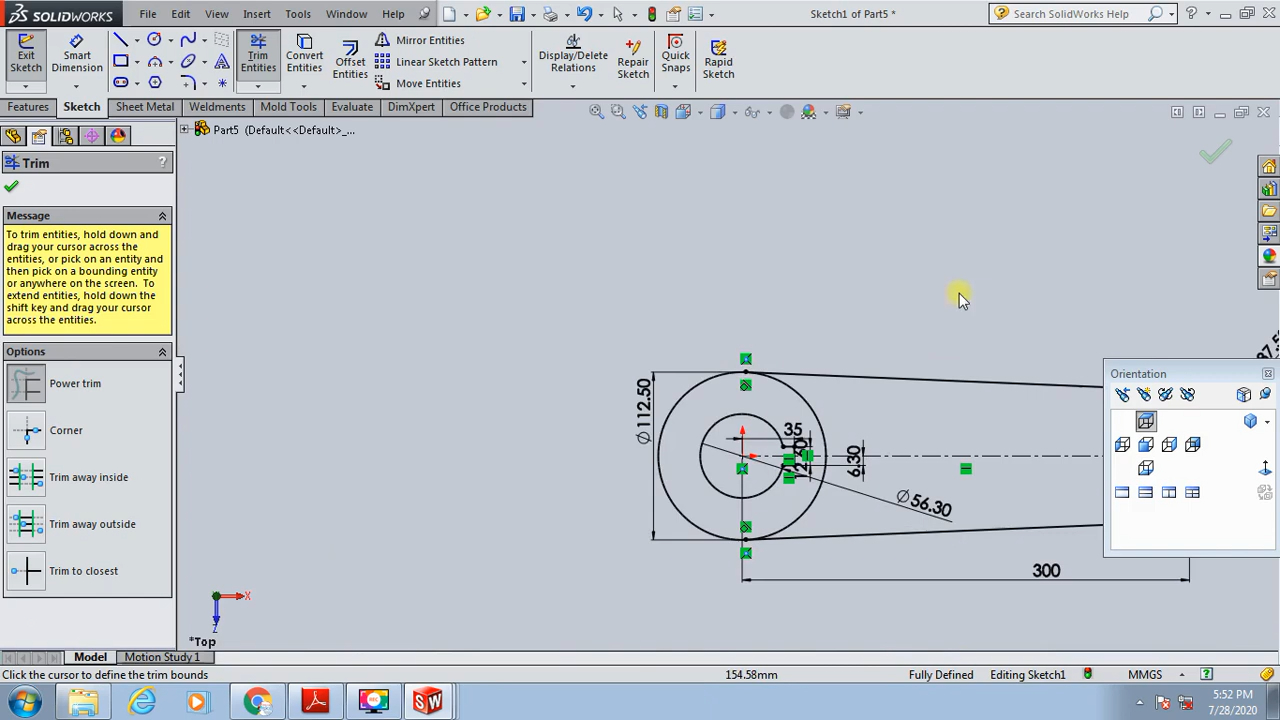 SOLIDWORKS
File Edit View Insert Tools Window Help
Sketch1 of Part5 *
Search SolidWorks Help
Exit Sketch
Smart Dimension
Trim Entities
Convert Entities
Offset Entities
Mirror Entities
Linear Sketch Pattern
Move Entities
Display/Delete Relations
Repair Sketch
Quick Snaps
Rapid Sketch
Features Sketch Sheet Metal Weldments Mold Tools Evaluate DimXpert Office Products
Part5 (Default<<Default>_...
Trim
?
Message
To trim entities, hold down and
drag your cursor across the
entities, or pick on an entity and
then pick on a bounding entity
or anywhere on the screen. To
extend entities, hold down the
shift key and drag your cursor
across the entities.
Options
Power trim
Corner
Trim away inside
Trim away outside
Trim to closest
Ø112.50
35
6.30
Ø56.30
300
Orientation
X
Z
*Top
Model Motion Study 1
Click the cursor to define the trim bounds
154.58mm Fully Defined Editing Sketch1 MMGS
5:52 PM
7/28/2020